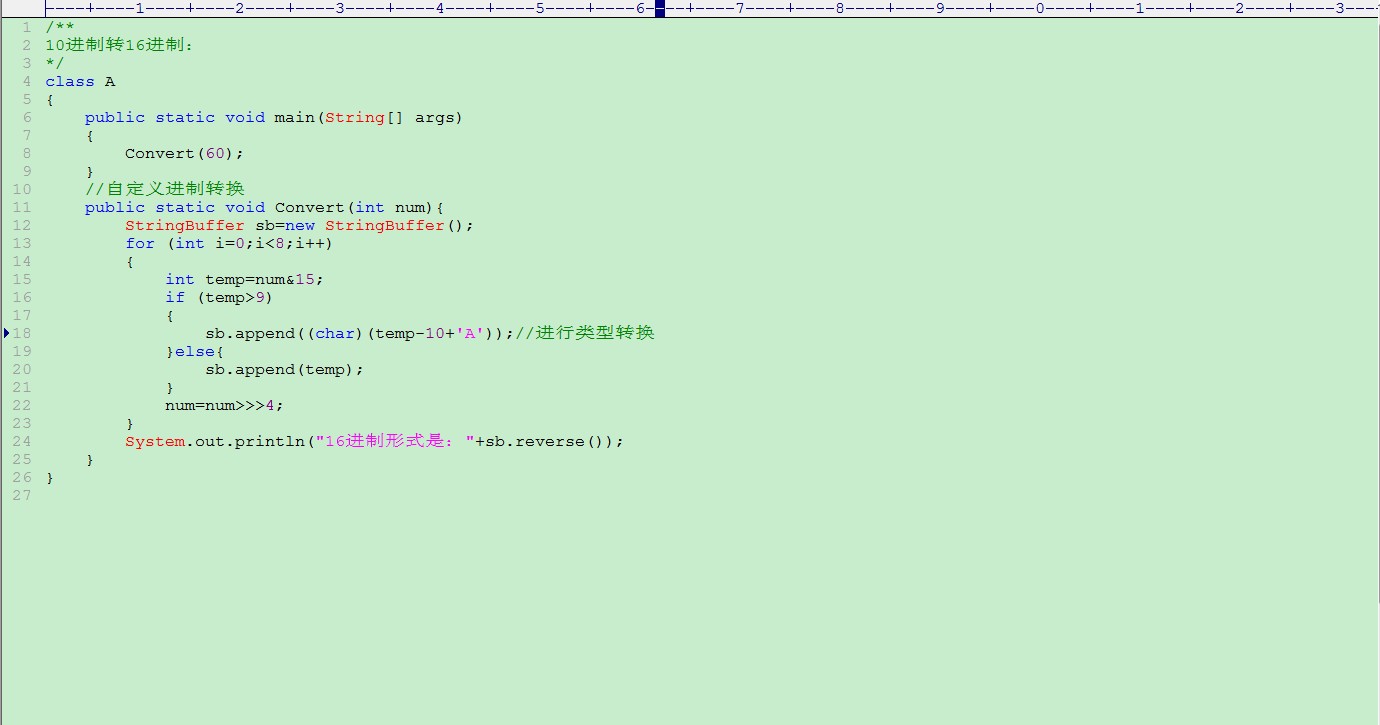 ----+----1----+----2----+----3----+----4----+----5----+----6----+----7----+----8----+----9----+----0----+----1----+----2----+----3---
1 /**
2 10进制转16进制：
3 */
4 class A
5 {
6     public static void main(String[] args)
7     {
8         Convert(60);
9     }
10     //自定义进制转换
11     public static void Convert(int num){
12         StringBuffer sb=new StringBuffer();
13         for (int i=0;i<8;i++)
14         {
15             int temp=num&15;
16             if (temp>9)
17             {
18                 sb.append((char)(temp-10+'A'));//进行类型转换
19             }else{
20                 sb.append(temp);
21             }
22             num=num>>>4;
23         }
24         System.out.println("16进制形式是："+sb.reverse());
25     }
26 }
27